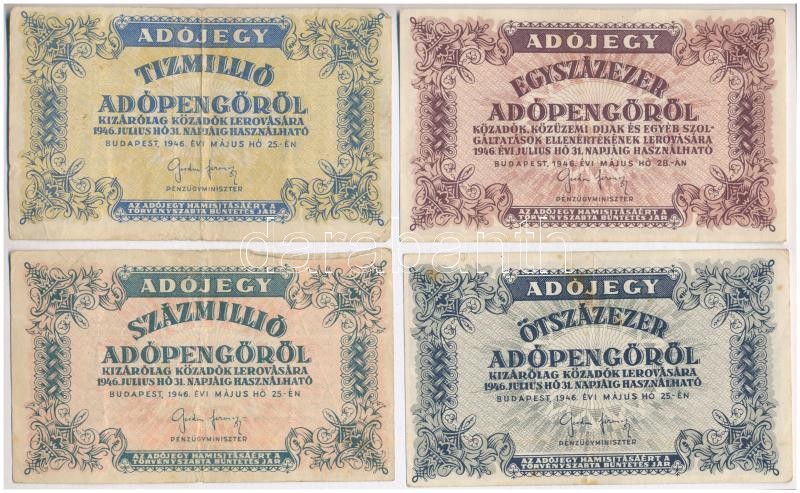 ADÓJEGY
TIZMILLIÓ
ADÓPENGŐRŐL
KIZÁRÓLAG KÖZADÓK LEROVÁSÁRA
1946. JULIUS HÓ 31. NAPJÁIG HASZNÁLHATÓ
BUDAPEST, 1946. ÉVI MÁJUS HÓ 25.-ÉN
PÉNZÜGYMINISZTER
AZ ADÓJEGY HAMISITÁSÁÉRT A
TÖRVÉNYSZABTA BÜNTETÉS JÁR
ADÓJEGY
EGYSZÁZEZER
ADÓPENGŐRŐL
KÖZADÓK, KÖZÜZEMI DIJAK ÉS EGYÉB SZOL-
GÁLTATÁSOK ELLENÉRTÉKÉNEK LEROVÁSÁRA
1946. ÉVI JULIUS HÓ 31. NAPJÁIG HASZNÁLHATÓ
BUDAPEST, 1946. ÉVI MÁJUS HÓ 28.-ÁN
PÉNZÜGYMINISZTER
AZ ADÓJEGY HAMISITÁSÁÉRT A
TÖRVÉNYSZABTA BÜNTETÉS JÁR
darabanth
ADÓJEGY
SZÁZMILLIÓ
ADÓPENGŐRŐL
KIZÁRÓLAG KÖZADÓK LEROVÁSÁRA
1946. JULIUS HÓ 31. NAPJÁIG HASZNÁLHATÓ
BUDAPEST, 1946. ÉVI MÁJUS HÓ 25.-ÉN
PÉNZÜGYMINISZTER
AZ ADÓJEGY HAMISITÁSÁÉRT A
TÖRVÉNYSZABTA BÜNTETÉS JÁR
ADÓJEGY
ÖTSZÁZEZER
ADÓPENGŐRŐL
KIZÁRÓLAG KÖZADÓK LEROVÁSÁRA
1946. JULIUS HÓ 31. NAPJÁIG HASZNÁLHATÓ
BUDAPEST, 1946. ÉVI MÁJUS HÓ 25.-ÉN
PÉNZÜGYMINISZTER
AZ ADÓJEGY HAMISITÁSÁÉRT A
TÖRVÉNYSZABTA BÜNTETÉS JÁR